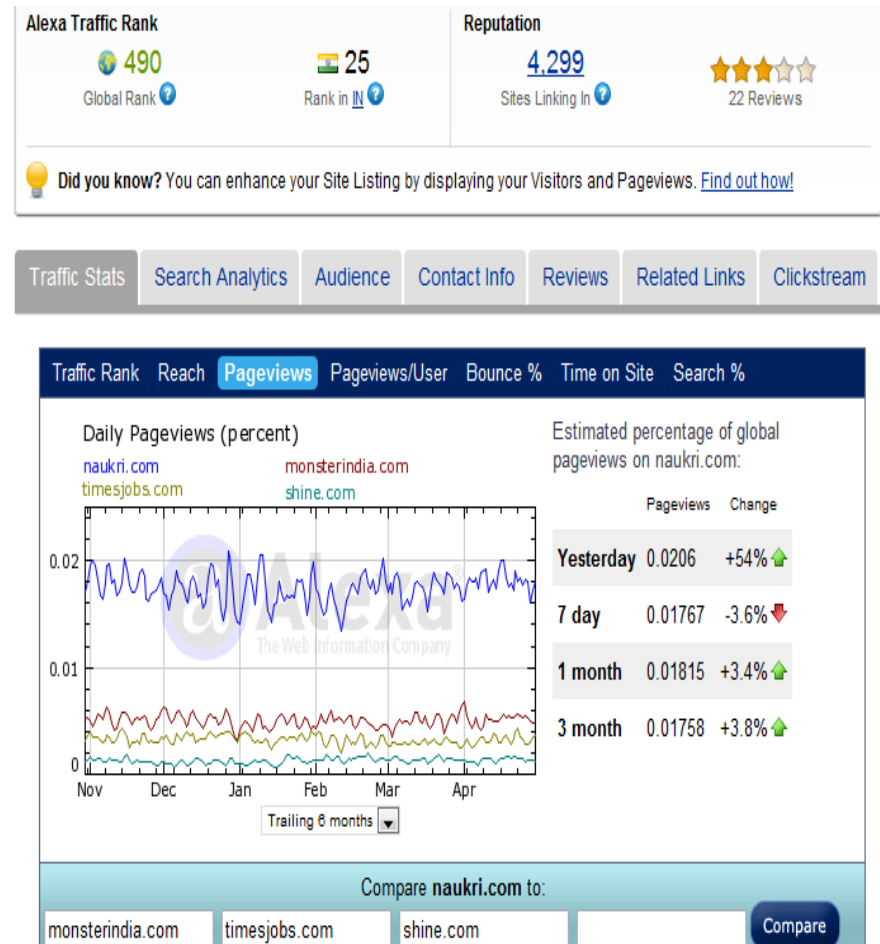 Alexa Traffic Rank
Reputation
490
25
4,299
Global Rank ?
Rank in IN ?
Sites Linking In ?
22 Reviews
Did you know? You can enhance your Site Listing by displaying your Visitors and Pageviews. Find out how!
Traffic Stats Search Analytics Audience Contact Info Reviews Related Links Clickstream
Traffic Rank Reach Pageviews Pageviews/User Bounce % Time on Site Search %
Daily Pageviews (percent)
naukri.com monsterindia.com
timesjobs.com shine.com
0.02
0.01
0
@Alexa®
The Web Information Company
Nov Dec Jan Feb Mar Apr
Trailing 6 months
Estimated percentage of global
pageviews on naukri.com:
Pageviews Change
Yesterday 0.0206 +54%
7 day 0.01767 -3.6%
1 month 0.01815 +3.4%
3 month 0.01758 +3.8%
Compare naukri.com to:
monsterindia.com timesjobs.com shine.com Compare